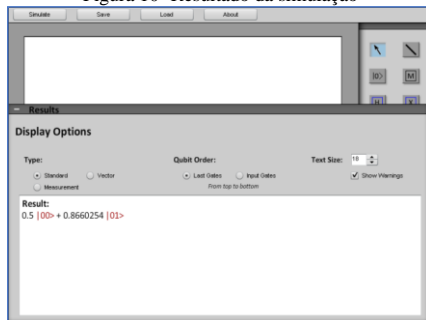 Figura 10- Resultado da simulação
Simulate Save Load About
|0> M
H X
Results
Display Options
Type: Qubit Order: Text Size: 18
Standard Vector Last Gates Input Gates Show Warnings
Measurement From top to bottom
Result:
0.5 |00> + 0.8660254 |01>